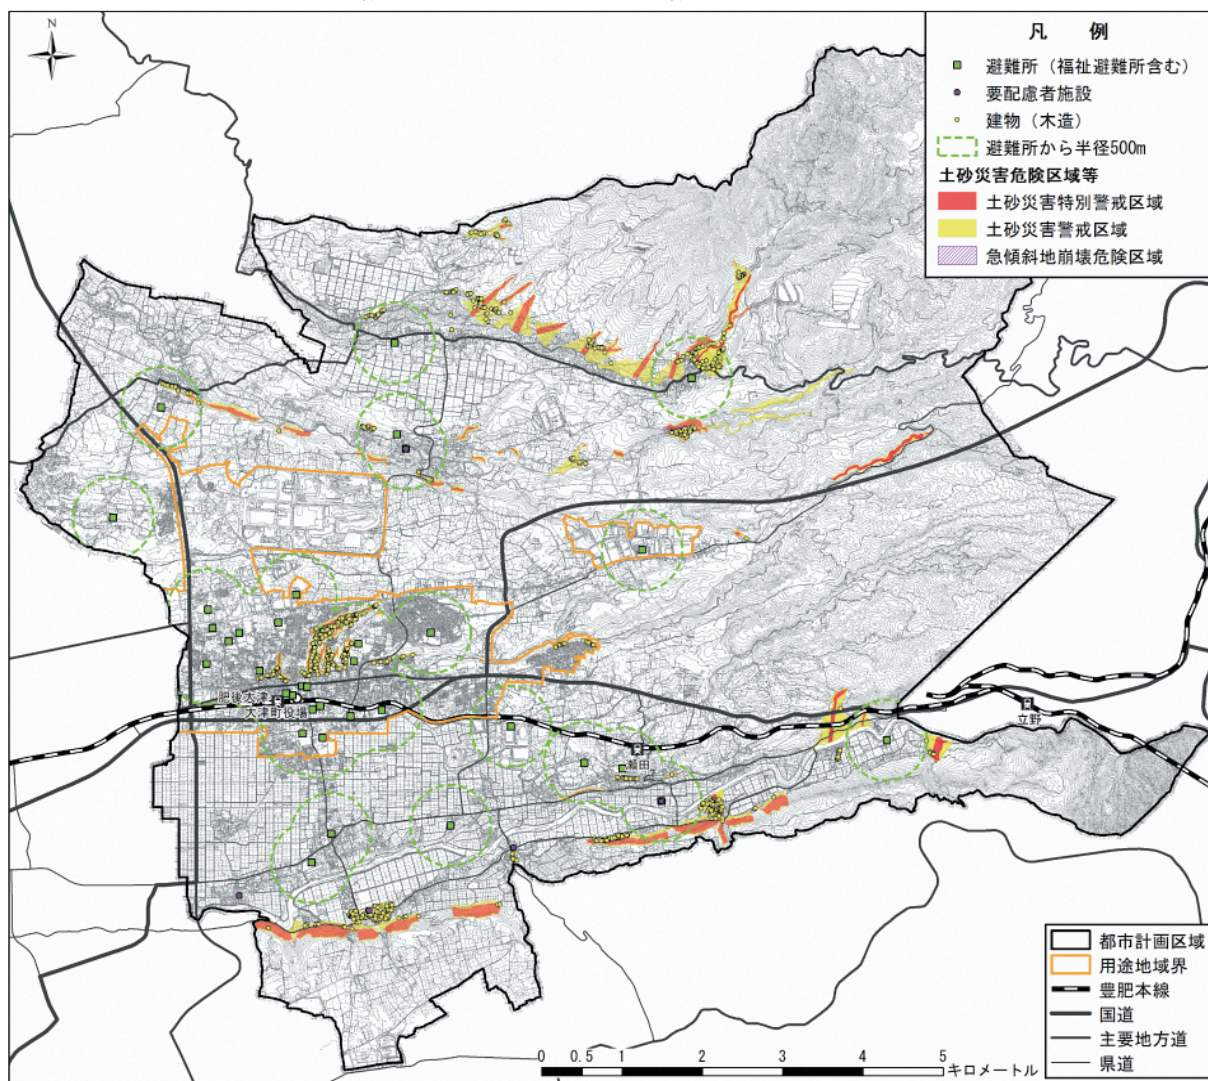 N
凡 例
避難所（福祉避難所含む）
要配慮者施設
建物（木造）
避難所から半径500m
土砂災害危険区域等
土砂災害特別警戒区域
土砂災害警戒区域
急傾斜地崩壊危険区域
肥後大津
大津町役場
瀬田
立野
都市計画区域
用途地域界
豊肥本線
国道
主要地方道
県道
0 0.5 1 2 3 4 5
キロメートル